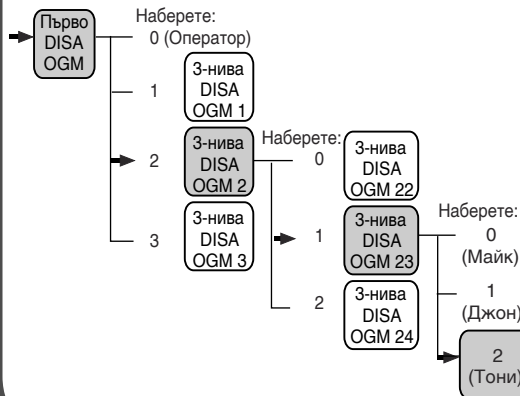 Първо
DISA
OGM
Наберете:
0 (Оператор)
1
3-нива
DISA
OGM 1
2
3-нива
DISA
OGM 2
3
3-нива
DISA
OGM 3
Наберете:
0
3-нива
DISA
OGM 22
1
3-нива
DISA
OGM 23
2
3-нива
DISA
OGM 24
Наберете:
0
(Майк)
1
(Джон)
2
(Тони)